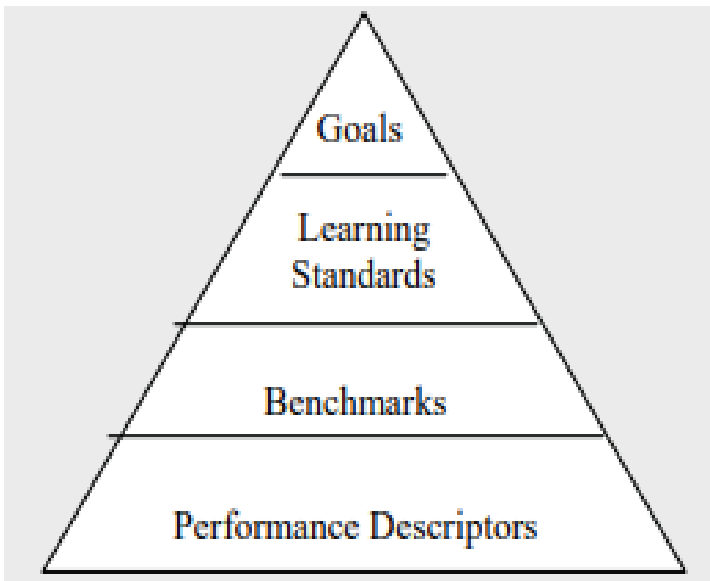 Goals
Learning
Standards
Benchmarks
Performance Descriptors